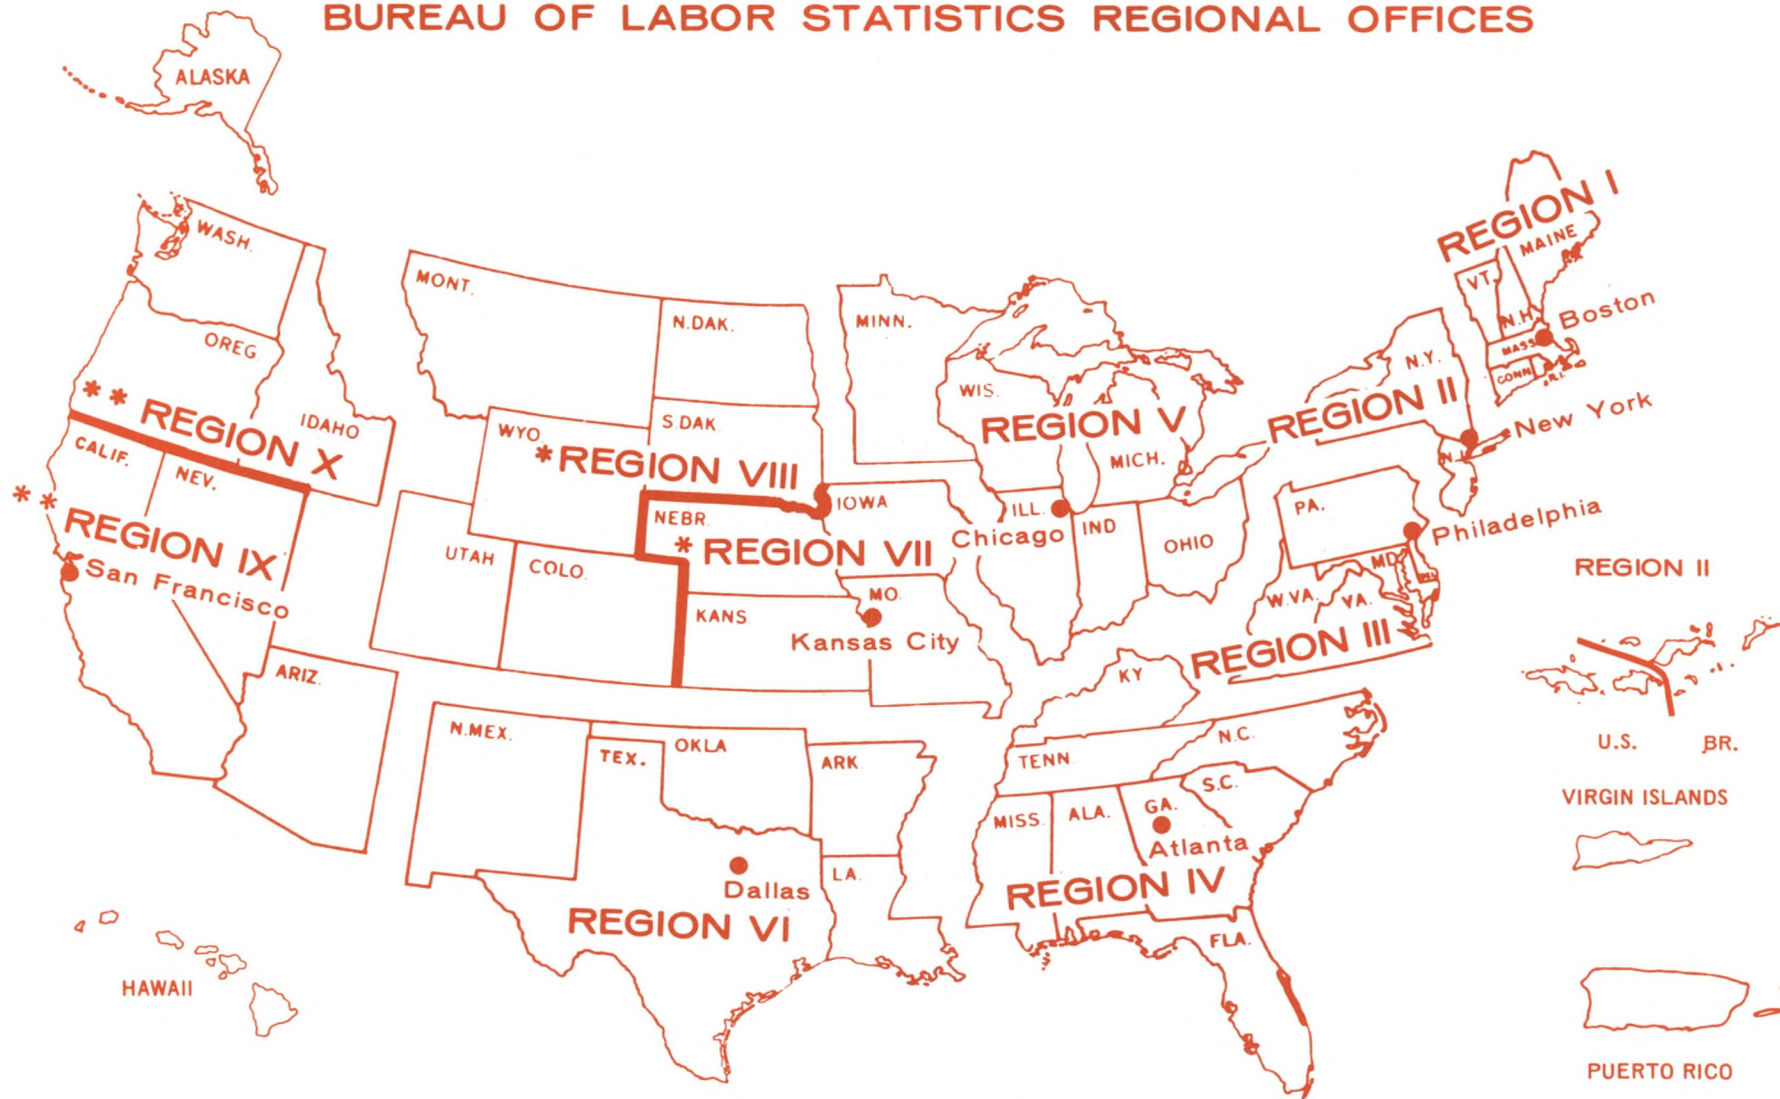 BUREAU OF LABOR STATISTICS REGIONAL OFFICES
ALASKA
WASH.
OREG.
IDAHO
** REGION X
CALIF.
NEV.
** REGION IX
San Francisco
ARIZ.
HAWAII
MONT.
N.DAK.
S.DAK.
WYO.
*REGION VIII
UTAH
COLO.
NEBR.
IOWA
* REGION VII
KANS
MO.
Kansas City
N.MEX.
TEX.
OKLA
ARK
LA.
Dallas
REGION VI
MINN.
WIS.
REGION V
MICH.
ILL.
Chicago
IND
OHIO
KY
TENN
N.C.
S.C.
MISS.
ALA.
GA.
Atlanta
REGION IV
FLA.
REGION I
MAINE
VT.
N.H.
MASS
CONN
R.I.
Boston
N.Y.
REGION II
New York
N.J.
PA.
Philadelphia
MD.
W.VA.
VA.
REGION III
REGION II
U.S. BR.
VIRGIN ISLANDS
PUERTO RICO